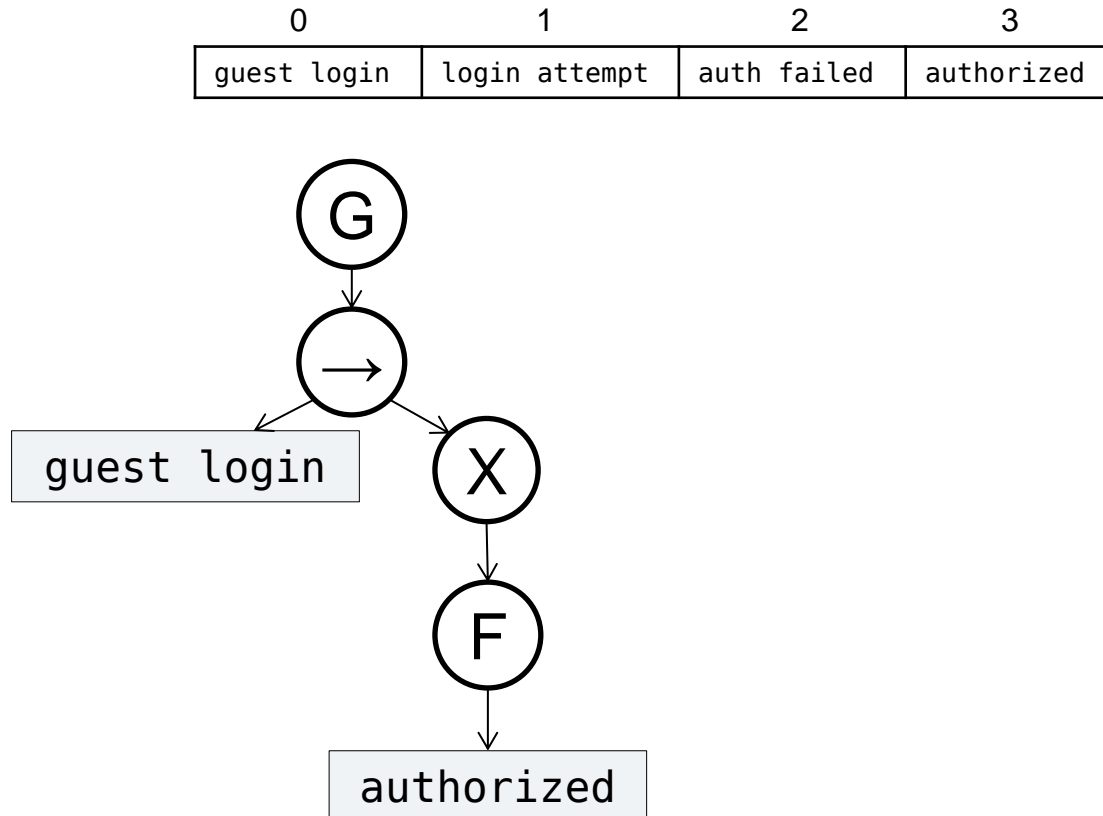 0 1 2 3
guest login login attempt auth failed authorized
G
→
guest login
X
F
authorized